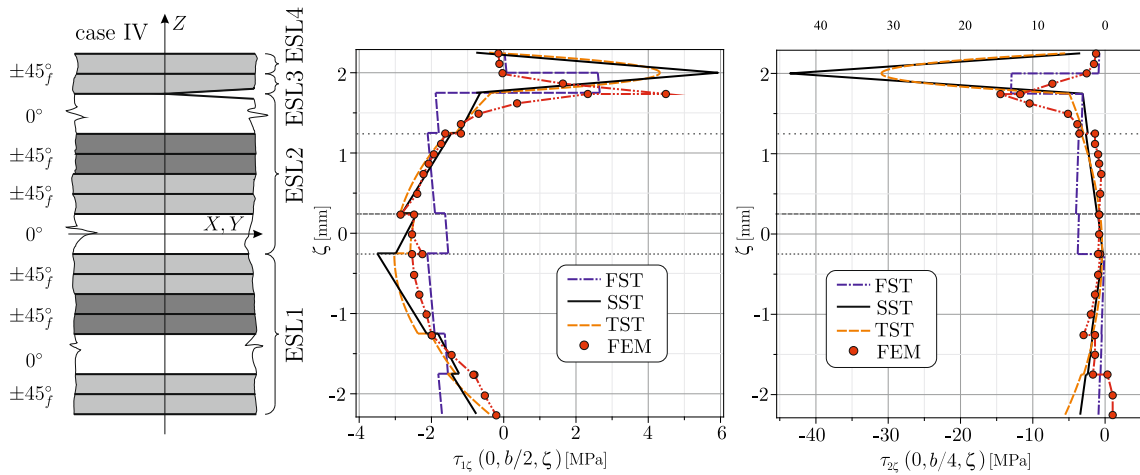 case IV
Z
X, Y
±45°f
0°
±45°f
±45°f
0°
±45°f
±45°f
0°
±45°f
ESL4
ESL3
ESL2
ESL1
ζ [mm]
2
1
0
-1
-2
-4
-2
0
2
4
6
τ1ζ (0, b/2, ζ) [MPa]
FST
SST
TST
FEM
40
30
20
10
0
ζ [mm]
2
1
0
-1
-2
-40
-30
-20
-10
0
τ2ζ (0, b/4, ζ) [MPa]
FST
SST
TST
FEM